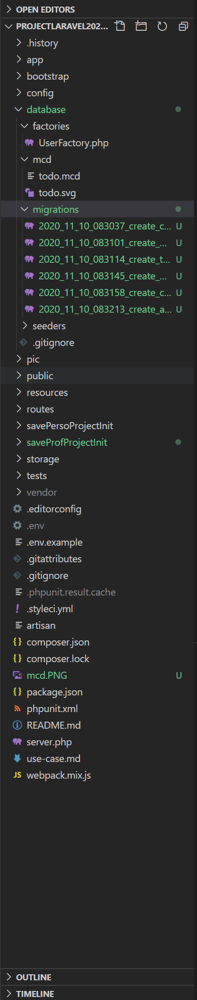 OPEN EDITORS
PROJECTLARAVEL202...
.history
app
bootstrap
config
database
factories
UserFactory.php
mcd
todo.mcd
todo.svg
migrations
2020_11_10_083037_create_c... U
2020_11_10_083101_create_... U
2020_11_10_083114_create_t... U
2020_11_10_083145_create_... U
2020_11_10_083158_create_c... U
2020_11_10_083213_create_a... U
seeders
.gitignore
pic
public
resources
routes
savePersoProjectInit
saveProfProjectInit
storage
tests
vendor
.editorconfig
.env
.env.example
.gitattributes
.gitignore
.phpunit.result.cache
.styleci.yml
artisan
composer.json
composer.lock
mcd.PNG U
package.json
phpunit.xml
README.md
server.php
use-case.md
JS webpack.mix.js
OUTLINE
TIMELINE